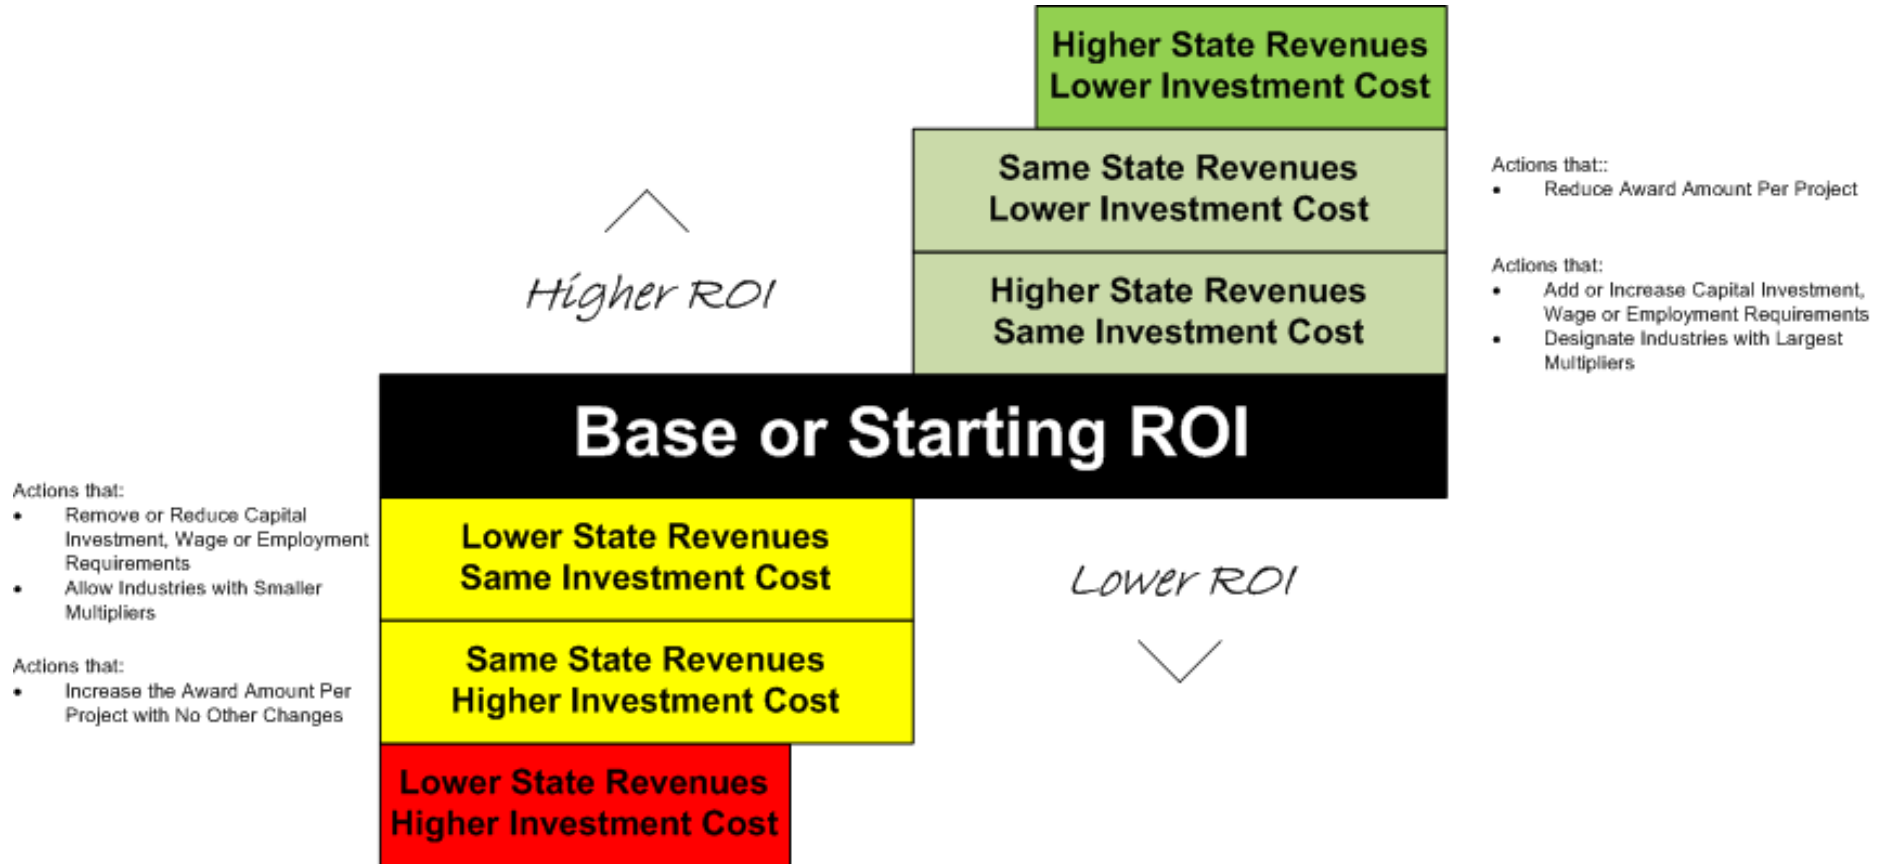 Higher State Revenues
Lower Investment Cost
Same State Revenues
Lower Investment Cost
Actions that::
• Reduce Award Amount Per Project
Higher ROI
Higher State Revenues
Same Investment Cost
Actions that:
• Add or Increase Capital Investment,
Wage or Employment Requirements
• Designate Industries with Largest
Multipliers
Base or Starting ROI
Actions that:
• Remove or Reduce Capital
Investment, Wage or Employment
Requirements
• Allow Industries with Smaller
Multipliers
Lower State Revenues
Same Investment Cost
Lower ROI
Actions that:
• Increase the Award Amount Per
Project with No Other Changes
Same State Revenues
Higher Investment Cost
Lower State Revenues
Higher Investment Cost